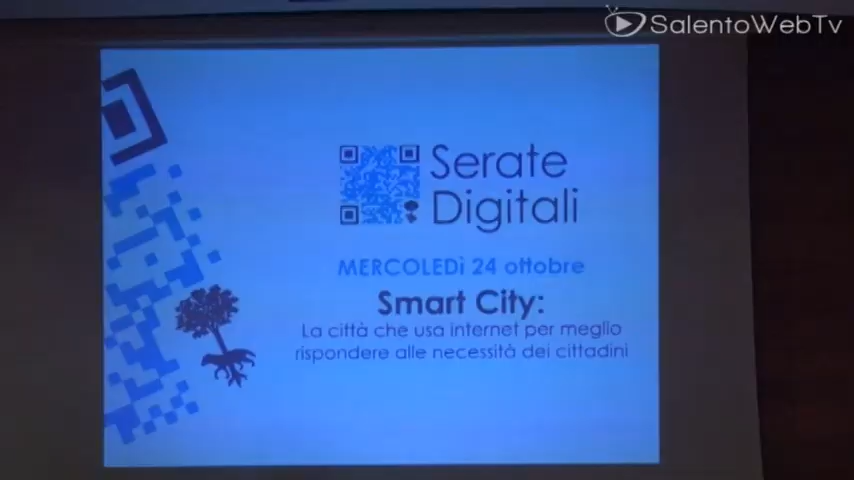 SalentoWebTv
Serate
Digitali
MERCOLEDì 24 ottobre
Smart City:
La città che usa internet per meglio
rispondere alle necessità dei cittadini